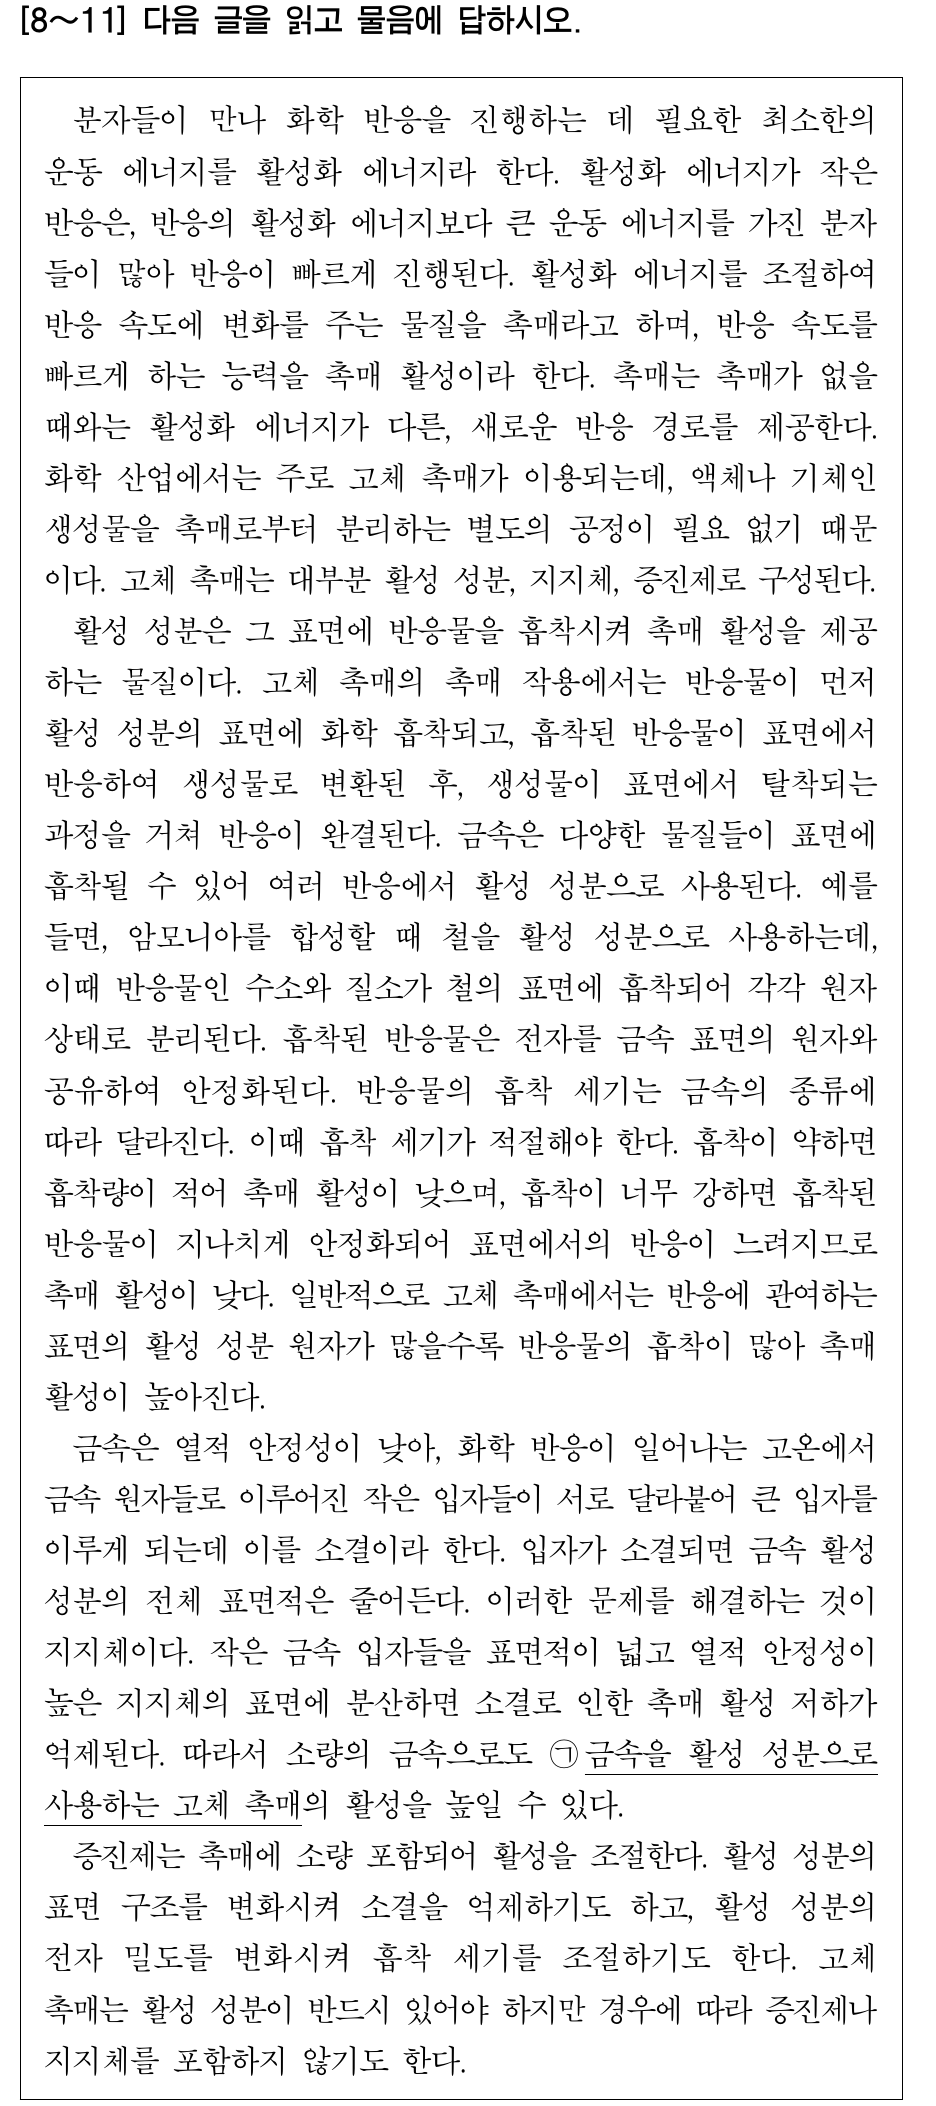 [8～11] 다음 글을 읽고 물음에 답하시오.
분자들이 만나 화학 반응을 진행하는 데 필요한 최소한의
운동 에너지를 활성화 에너지라 한다. 활성화 에너지가 작은
반응은, 반응의 활성화 에너지보다 큰 운동 에너지를 가진 분자
들이 많아 반응이 빠르게 진행된다. 활성화 에너지를 조절하여
반응 속도에 변화를 주는 물질을 촉매라고 하며, 반응 속도를
빠르게 하는 능력을 촉매 활성이라 한다. 촉매는 촉매가 없을
때와는 활성화 에너지가 다른, 새로운 반응 경로를 제공한다.
화학 산업에서는 주로 고체 촉매가 이용되는데, 액체나 기체인
생성물을 촉매로부터 분리하는 별도의 공정이 필요 없기 때문
이다. 고체 촉매는 대부분 활성 성분, 지지체, 증진제로 구성된다.
활성 성분은 그 표면에 반응물을 흡착시켜 촉매 활성을 제공
하는 물질이다. 고체 촉매의 촉매 작용에서는 반응물이 먼저
활성 성분의 표면에 화학 흡착되고, 흡착된 반응물이 표면에서
반응하여 생성물로 변환된 후, 생성물이 표면에서 탈착되는
과정을 거쳐 반응이 완결된다. 금속은 다양한 물질들이 표면에
흡착될 수 있어 여러 반응에서 활성 성분으로 사용된다. 예를
들면, 암모니아를 합성할 때 철을 활성 성분으로 사용하는데,
이때 반응물인 수소와 질소가 철의 표면에 흡착되어 각각 원자
상태로 분리된다. 흡착된 반응물은 전자를 금속 표면의 원자와
공유하여 안정화된다. 반응물의 흡착 세기는 금속의 종류에
따라 달라진다. 이때 흡착 세기가 적절해야 한다. 흡착이 약하면
흡착량이 적어 촉매 활성이 낮으며, 흡착이 너무 강하면 흡착된
반응물이 지나치게 안정화되어 표면에서의 반응이 느려지므로
촉매 활성이 낮다. 일반적으로 고체 촉매에서는 반응에 관여하는
표면의 활성 성분 원자가 많을수록 반응물의 흡착이 많아 촉매
활성이 높아진다.
금속은 열적 안정성이 낮아, 화학 반응이 일어나는 고온에서
금속 원자들로 이루어진 작은 입자들이 서로 달라붙어 큰 입자를
이루게 되는데 이를 소결이라 한다. 입자가 소결되면 금속 활성
성분의 전체 표면적은 줄어든다. 이러한 문제를 해결하는 것이
지지체이다. 작은 금속 입자들을 표면적이 넓고 열적 안정성이
높은 지지체의 표면에 분산하면 소결로 인한 촉매 활성 저하가
억제된다. 따라서 소량의 금속으로도 ㉠금속을 활성 성분으로
사용하는 고체 촉매의 활성을 높일 수 있다.
증진제는 촉매에 소량 포함되어 활성을 조절한다. 활성 성분의
표면 구조를 변화시켜 소결을 억제하기도 하고, 활성 성분의
전자 밀도를 변화시켜 흡착 세기를 조절하기도 한다. 고체
촉매는 활성 성분이 반드시 있어야 하지만 경우에 따라 증진제나
지지체를 포함하지 않기도 한다.